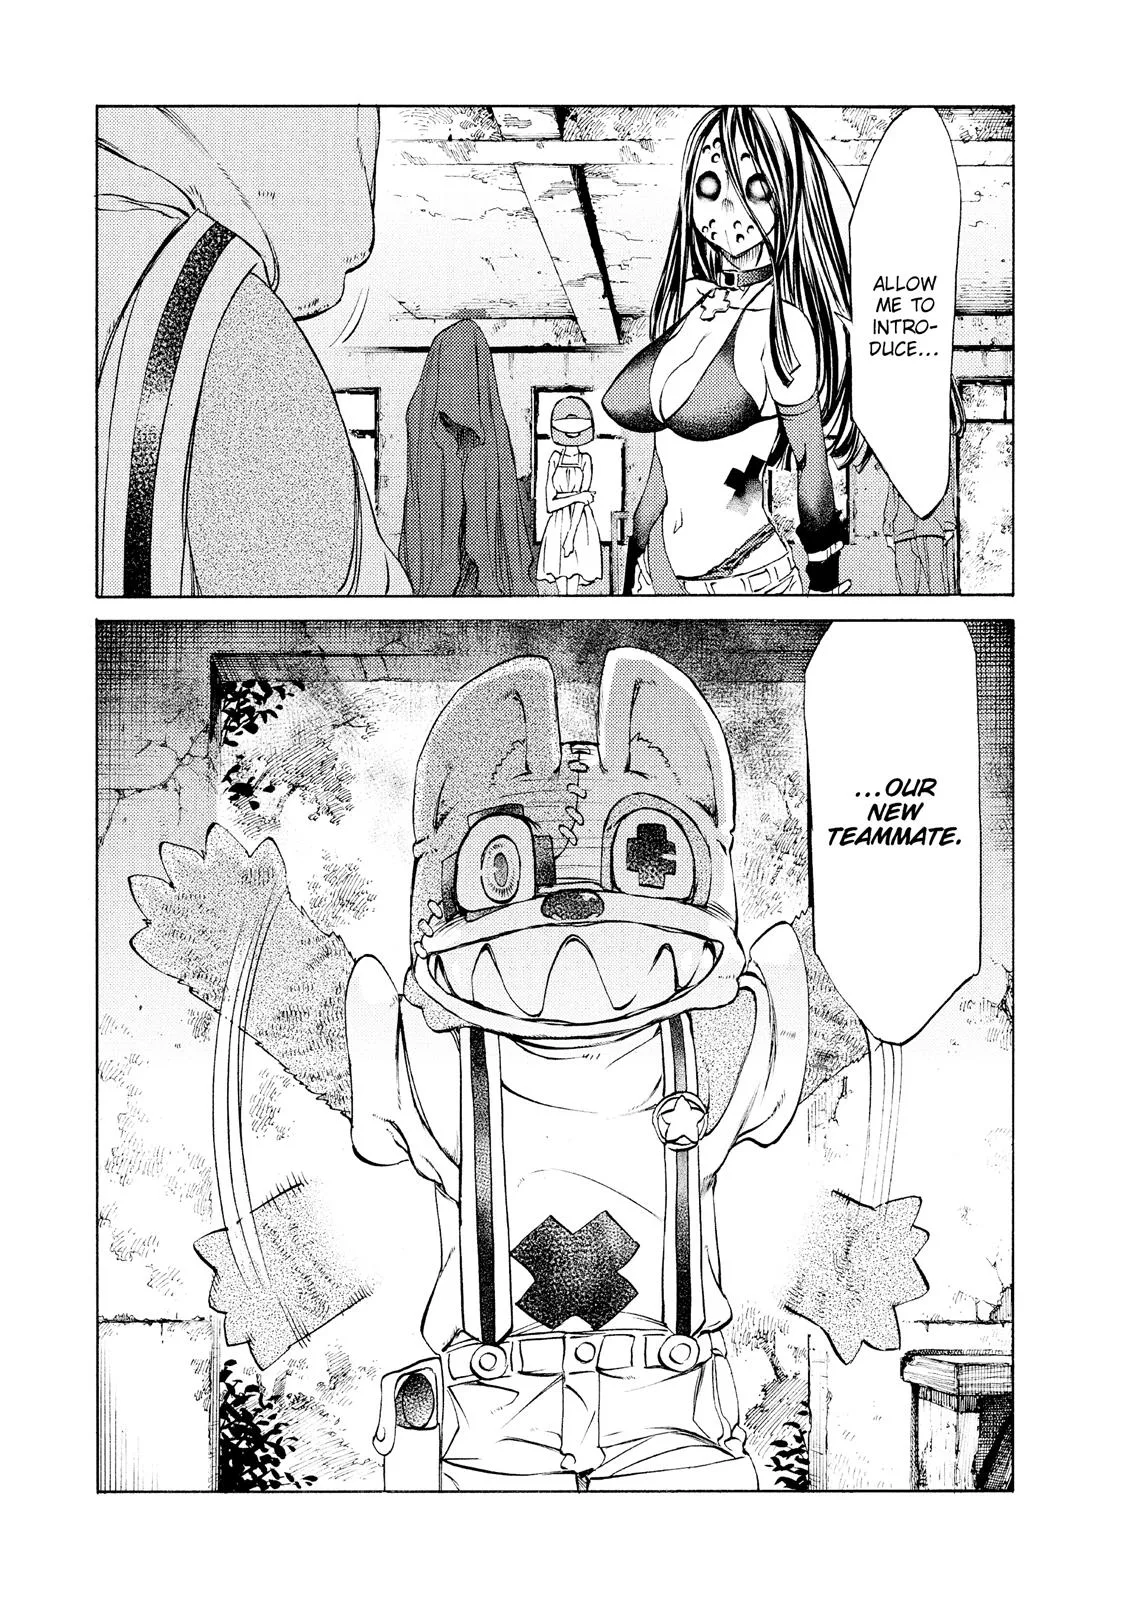 ALLOW
ME TO
INTRO-
DUCE...
...OUR
NEW
TEAMMATE.